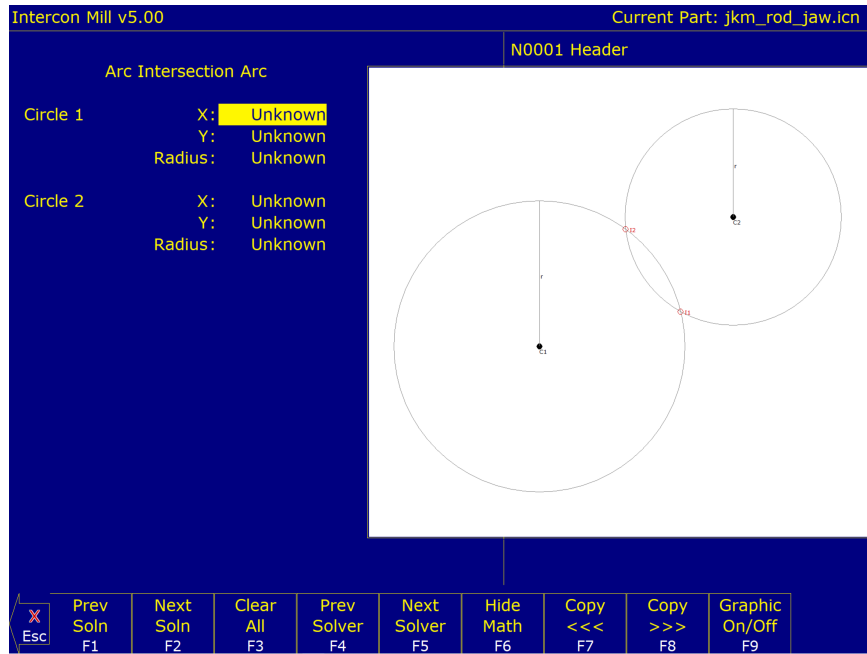 Intercon Mill v5.00 Current Part: jkm_rod_jaw.icn
N0001 Header
Arc Intersection Arc
Circle 1 X: Unknown
Y: Unknown
Radius: Unknown
Circle 2 X: Unknown
Y: Unknown
Radius: Unknown
r
C2
I2
r
I1
C1
X Esc
Prev Soln F1
Next Soln F2
Clear All F3
Prev Solver F4
Next Solver F5
Hide Math F6
Copy <<< F7
Copy >>> F8
Graphic On/Off F9